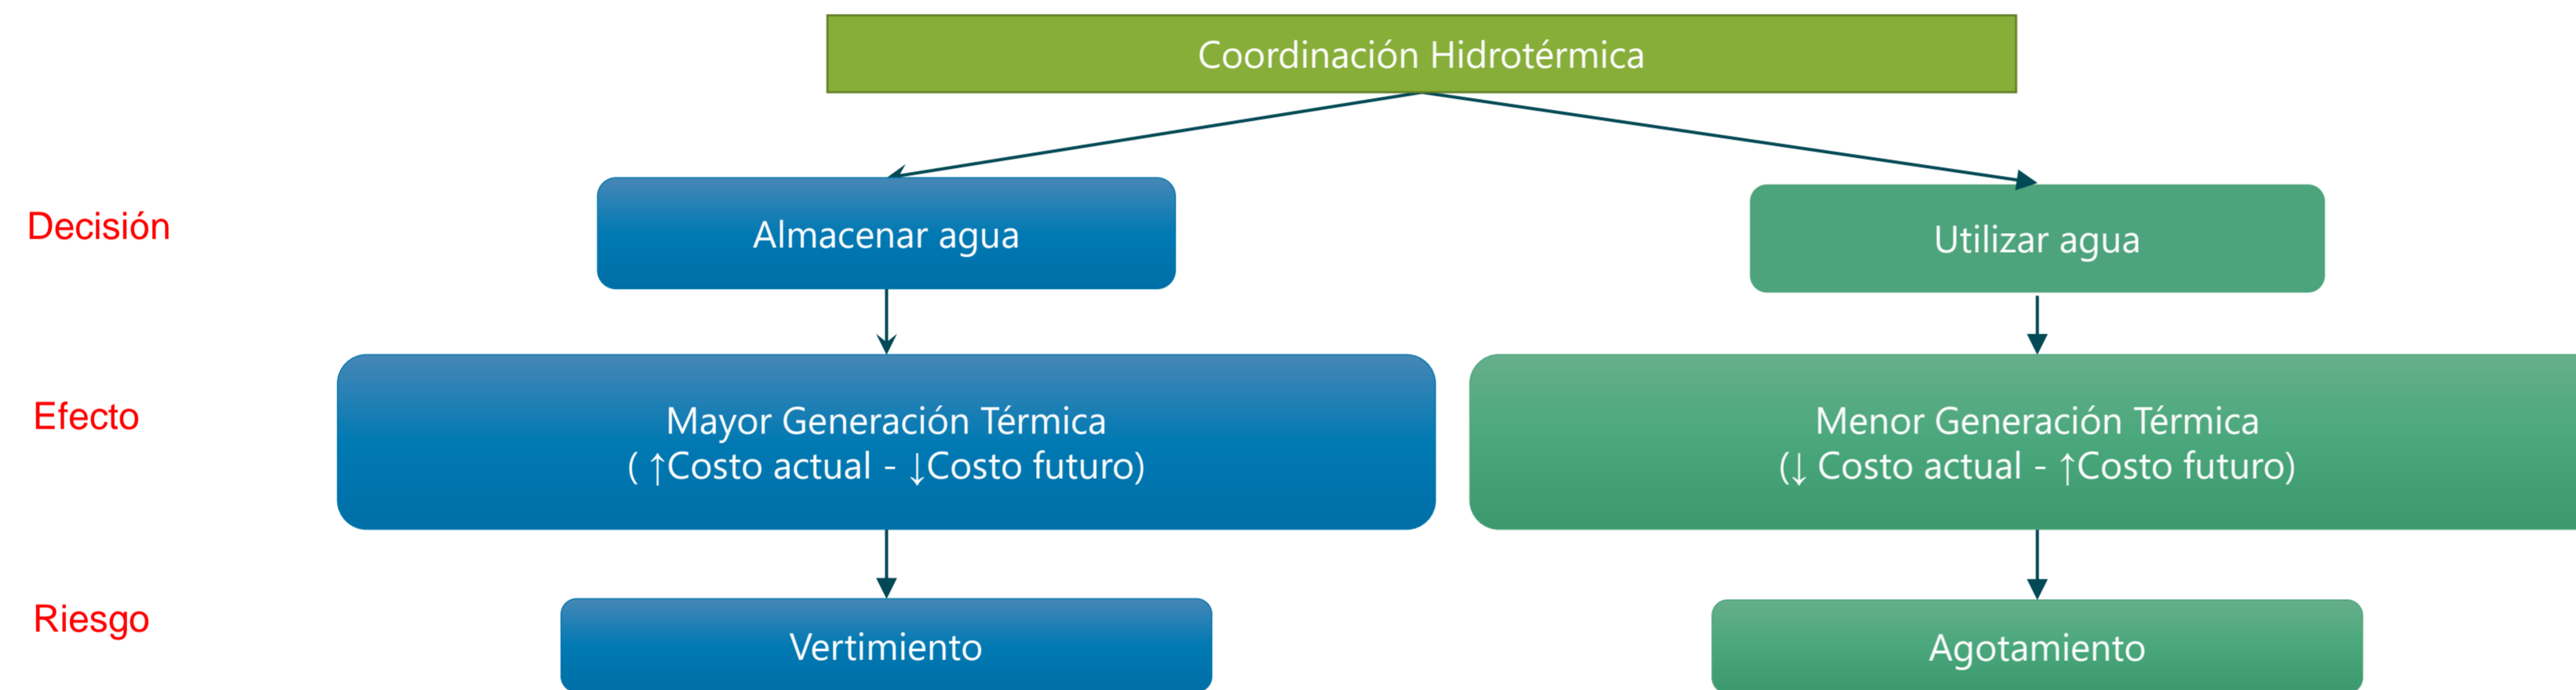 Coordinación Hidrotérmica
Decisión
Almacenar agua
Utilizar agua
Efecto
Mayor Generación Térmica
( ↑Costo actual - ↓Costo futuro)
Menor Generación Térmica
(↓ Costo actual - ↑Costo futuro)
Riesgo
Vertimiento
Agotamiento